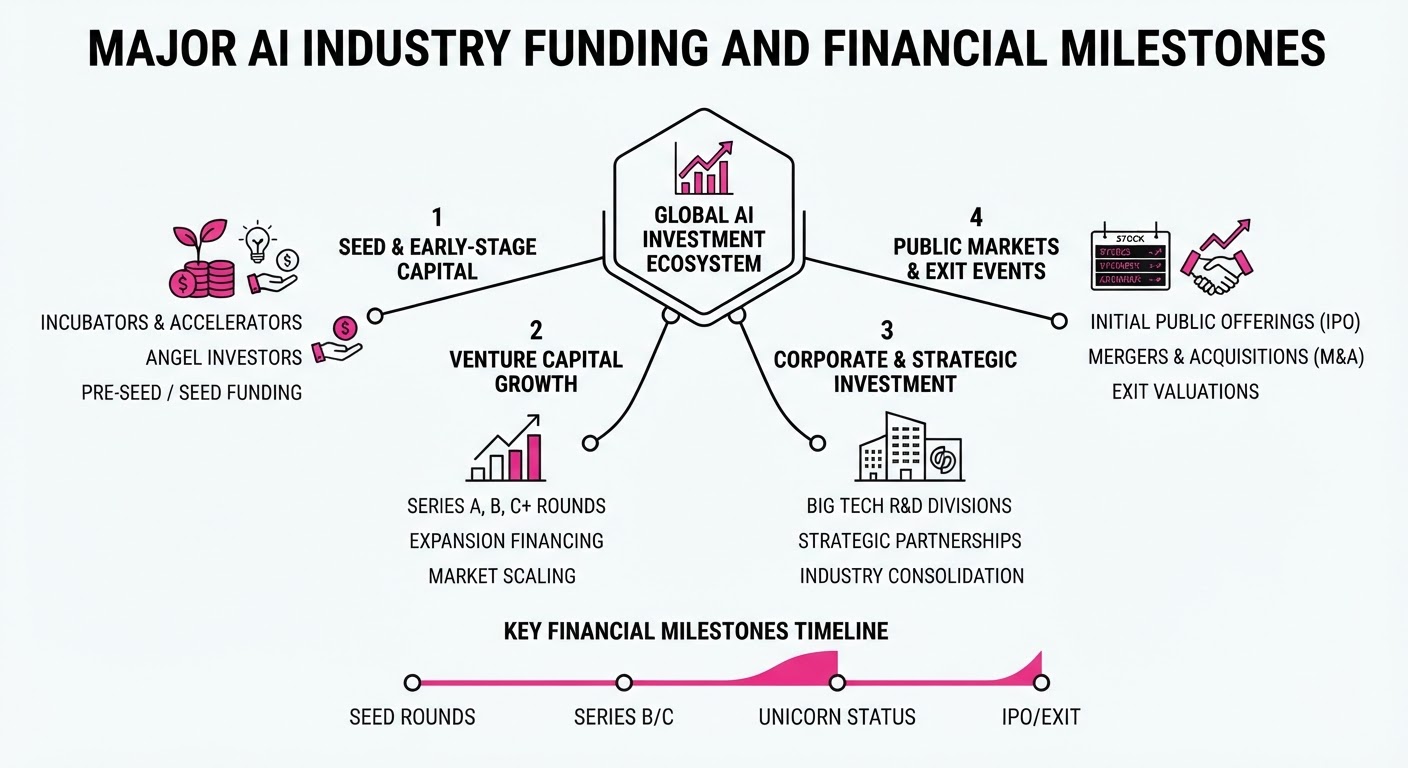 MAJOR AI INDUSTRY FUNDING AND FINANCIAL MILESTONES
GLOBAL AI
INVESTMENT
ECOSYSTEM
1
SEED & EARLY-STAGE
CAPITAL
INCUBATORS & ACCELERATORS
ANGEL INVESTORS
PRE-SEED / SEED FUNDING
2
VENTURE CAPITAL
GROWTH
SERIES A, B, C+ ROUNDS
EXPANSION FINANCING
MARKET SCALING
3
CORPORATE & STRATEGIC
INVESTMENT
BIG TECH R&D DIVISIONS
STRATEGIC PARTNERSHIPS
INDUSTRY CONSOLIDATION
4
PUBLIC MARKETS
& EXIT EVENTS
STOCK
INITIAL PUBLIC OFFERINGS (IPO)
MERGERS & ACQUISITIONS (M&A)
EXIT VALUATIONS
KEY FINANCIAL MILESTONES TIMELINE
SEED ROUNDS
SERIES B/C
UNICORN STATUS
IPO/EXIT